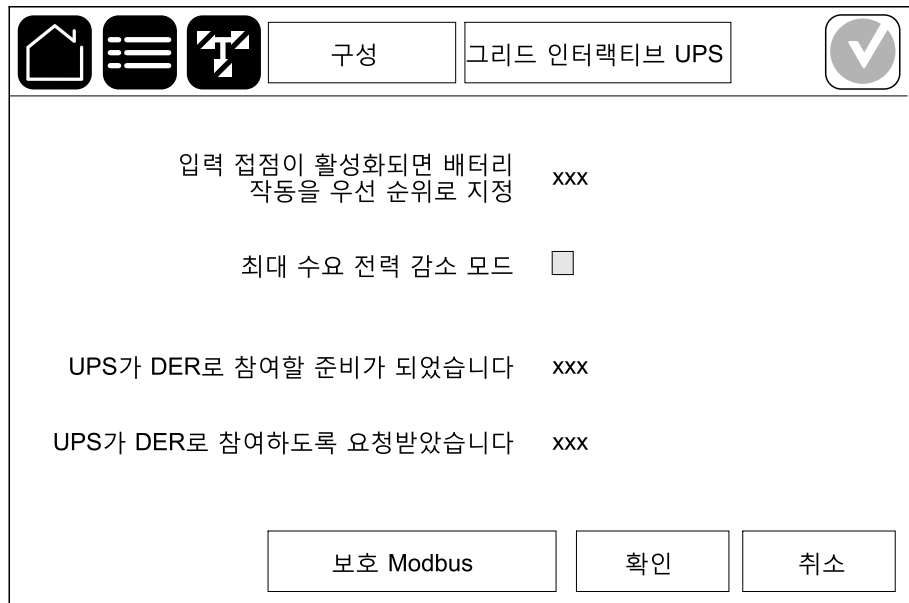 구성
그리드 인터랙티브 UPS
입력 접점이 활성화되면 배터리
작동을 우선 순위로 지정
xxx
최대 수요 전력 감소 모드
UPS가 DER로 참여할 준비가 되었습니다
xxx
UPS가 DER로 참여하도록 요청받았습니다
xxx
보호 Modbus
확인
취소